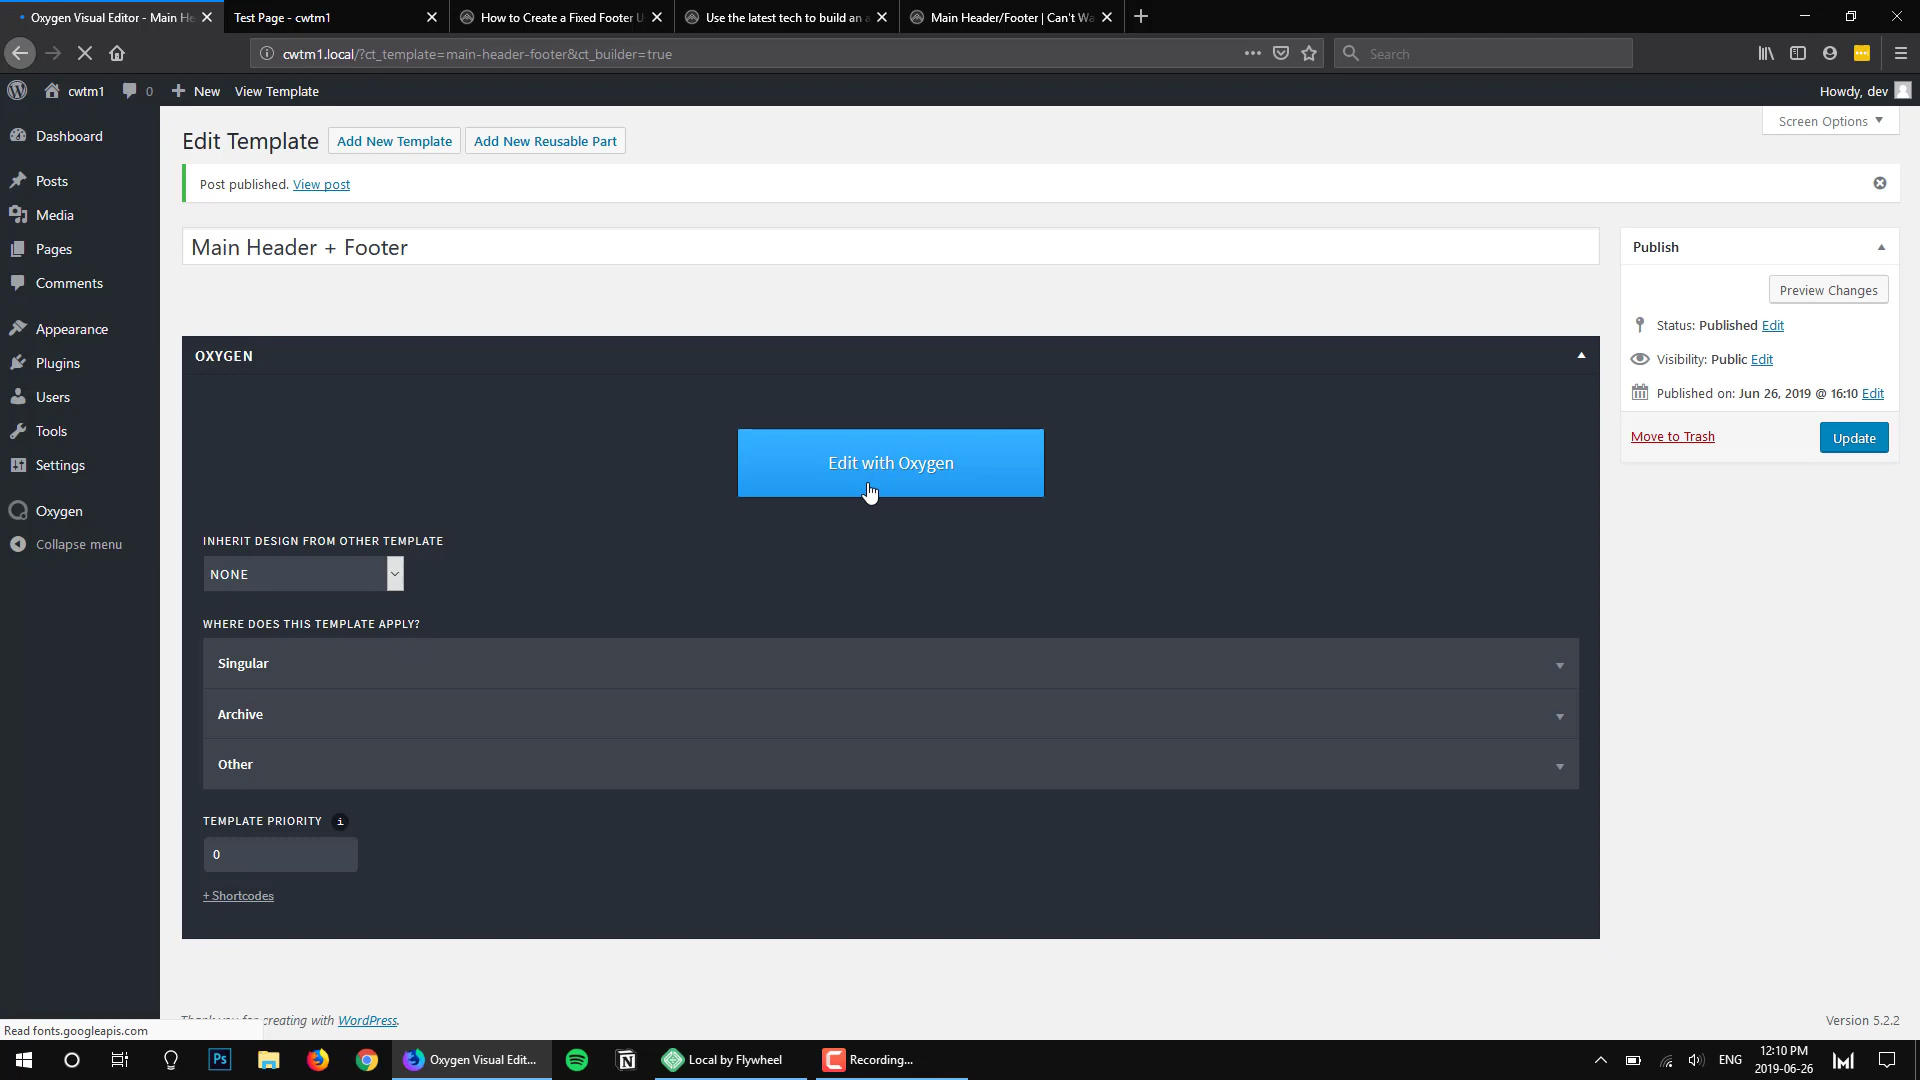 Oxygen Visual Editor - Main He
Test Page - cwtm1
How to Create a Fixed Footer U
Use the latest tech to build an a
Main Header/Footer | Can't Wa
cwtm1.local/?ct_template=main-header-footer&ct_builder=true
Search
cwtm1
0
New
View Template
Howdy, dev
Screen Options
Dashboard
Posts
Media
Pages
Comments
Appearance
Plugins
Users
Tools
Settings
Oxygen
Collapse menu
Edit Template
Add New Template
Add New Reusable Part
Post published. View post
Main Header + Footer
OXYGEN
Edit with Oxygen
INHERIT DESIGN FROM OTHER TEMPLATE
NONE
WHERE DOES THIS TEMPLATE APPLY?
Singular
Archive
Other
TEMPLATE PRIORITY i
0
+ Shortcodes
Publish
Preview Changes
Status: Published Edit
Visibility: Public Edit
Published on: Jun 26, 2019 @ 16:10 Edit
Move to Trash
Update
creating with WordPress.
Version 5.2.2
Read fonts.googleapis.com
Ps
Oxygen Visual Edit...
Local by Flywheel
Recording...
ENG
12:10 PM
2019-06-26